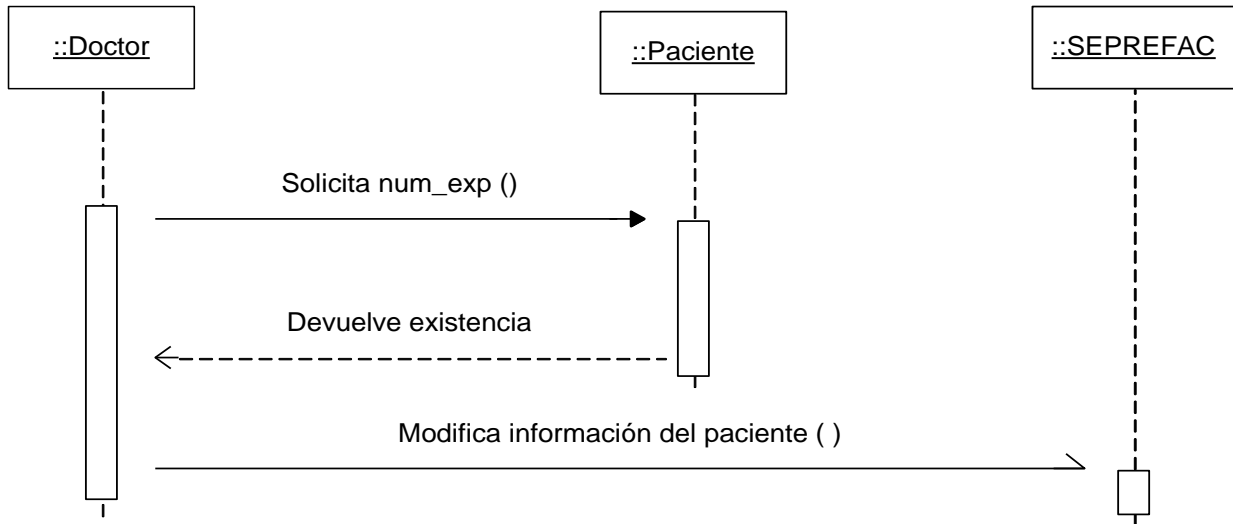 ::Doctor
::Paciente
::SEPREFAC
Solicita num_exp ()
Devuelve existencia
Modifica información del paciente ( )